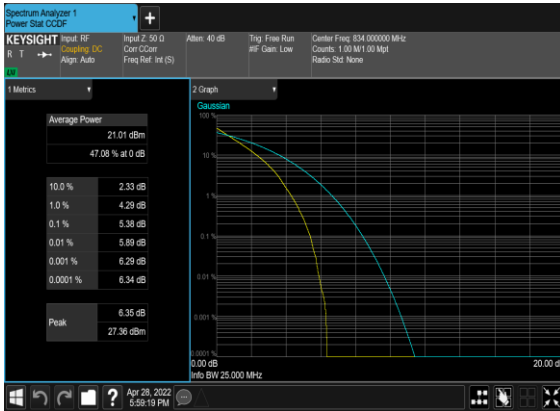 Spectrum Analyzer 1
Power Stat CCDF
+
KEYSIGHT
R T
LV
Input: RF
Coupling: DC
Align: Auto
Input Z: 50 Ω
Corr CCorr
Freq Ref: Int (S)
Atten: 40 dB
Trig: Free Run
#IF Gain: Low
Center Freq: 834.000000 MHz
Counts: 1.00 M/1.00 Mpt
Radio Std: None
1 Metrics
Average Power
21.01 dBm
47.08 % at 0 dB
10.0 % 2.33 dB
1.0 % 4.29 dB
0.1 % 5.38 dB
0.01 % 5.89 dB
0.001 % 6.29 dB
0.0001 % 6.34 dB
Peak
6.35 dB
27.36 dBm
2 Graph
Gaussian
100 %
10 %
1 %
0.1 %
0.01 %
0.001 %
0.0001 %
0.00 dB
20.00 d
Info BW 25.000 MHz
?
Apr 28, 2022
5:59:19 PM